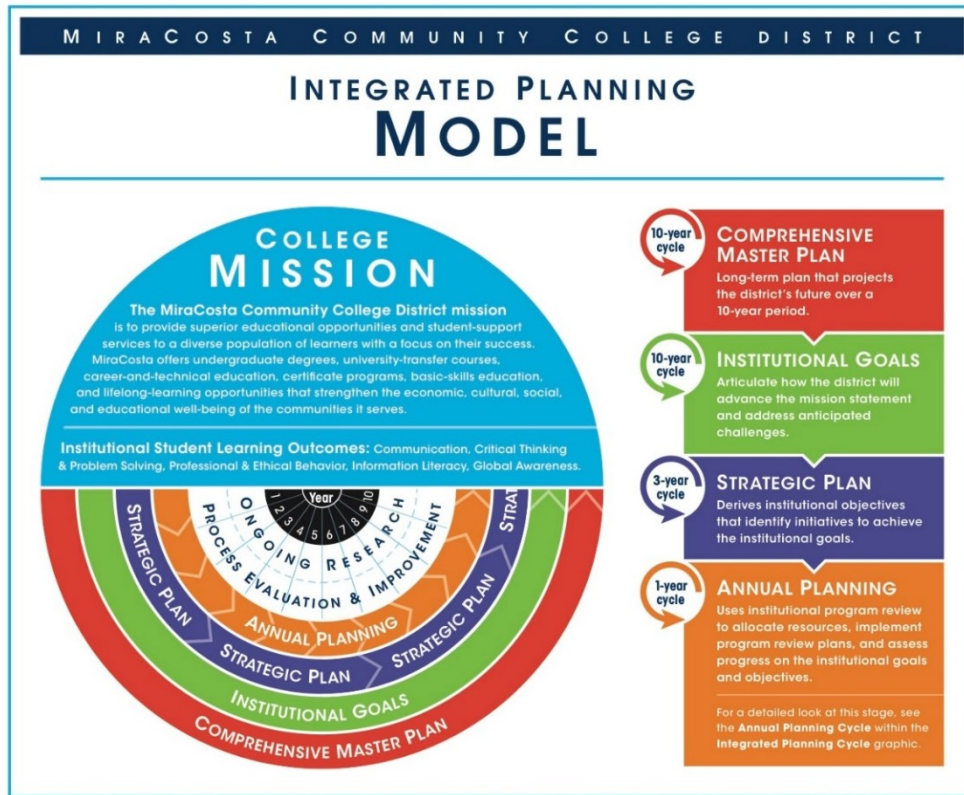 MIRACOSTA COMMUNITY COLLEGE DISTRICT
INTEGRATED PLANNING
MODEL
COLLEGE
MISSION
The MiraCosta Community College District mission
is to provide superior educational opportunities and student-support
services to a diverse population of learners with a focus on their success.
MiraCosta offers undergraduate degrees, university-transfer courses,
career-and-technical education, certificate programs, basic-skills education,
and lifelong-learning opportunities that strengthen the economic, cultural, social,
and educational well-being of the communities it serves.
Institutional Student Learning Outcomes: Communication, Critical Thinking
& Problem Solving, Professional & Ethical Behavior, Information Literacy, Global Awareness.
Year
1 2 3 4 5 6 7 8 9 10
ONGOING RESEARCH
PROCESS EVALUATION & IMPROVEMENT
ANNUAL PLANNING
STRATEGIC PLAN
STRATEGIC PLAN
STRATEGIC PLAN
STRAT
INSTITUTIONAL GOALS
COMPREHENSIVE MASTER PLAN
10-year
cycle
COMPREHENSIVE
MASTER PLAN
Long-term plan that projects
the district's future over a
10-year period.
10-year
cycle
INSTITUTIONAL GOALS
Articulate how the district will
advance the mission statement
and address anticipated
challenges.
3-year
cycle
STRATEGIC PLAN
Derives institutional objectives
that identify initiatives to achieve
the institutional goals.
1-year
cycle
ANNUAL PLANNING
Uses institutional program review
to allocate resources, implement
program review plans, and assess
progress on the institutional goals
and objectives.
For a detailed look at this stage, see
the Annual Planning Cycle within the
Integrated Planning Cycle graphic.